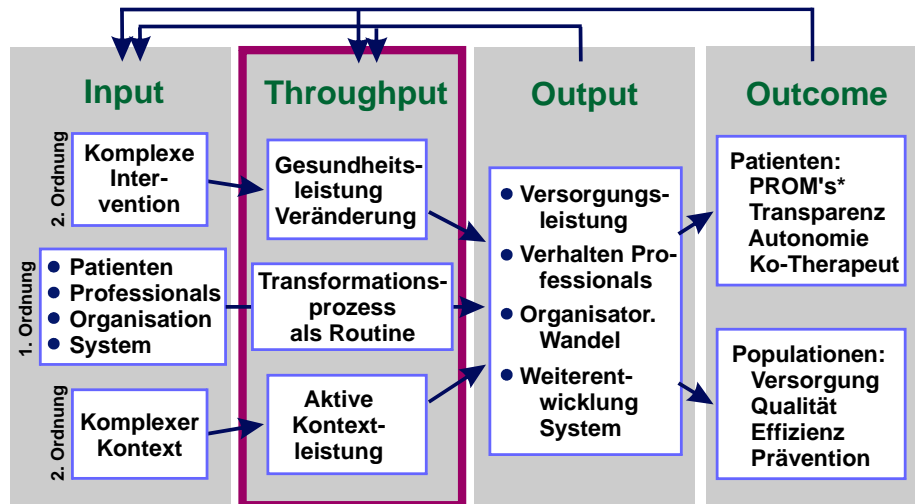 Input
Throughput
Output
Outcome
2. Ordnung
Komplexe
Inter-
vention
1. Ordnung
Patienten
Professionals
Organisation
System
2. Ordnung
Komplexer
Kontext
Gesundheits-
leistung
Veränderung
Transformations-
prozess
als Routine
Aktive
Kontext-
leistung
Versorgungs-
leistung
Verhalten Pro-
fessionals
Organisator.
Wandel
Weiterent-
wicklung
System
Patienten:
PROM's*
Transparenz
Autonomie
Ko-Therapeut
Populationen:
Versorgung
Qualität
Effizienz
Prävention